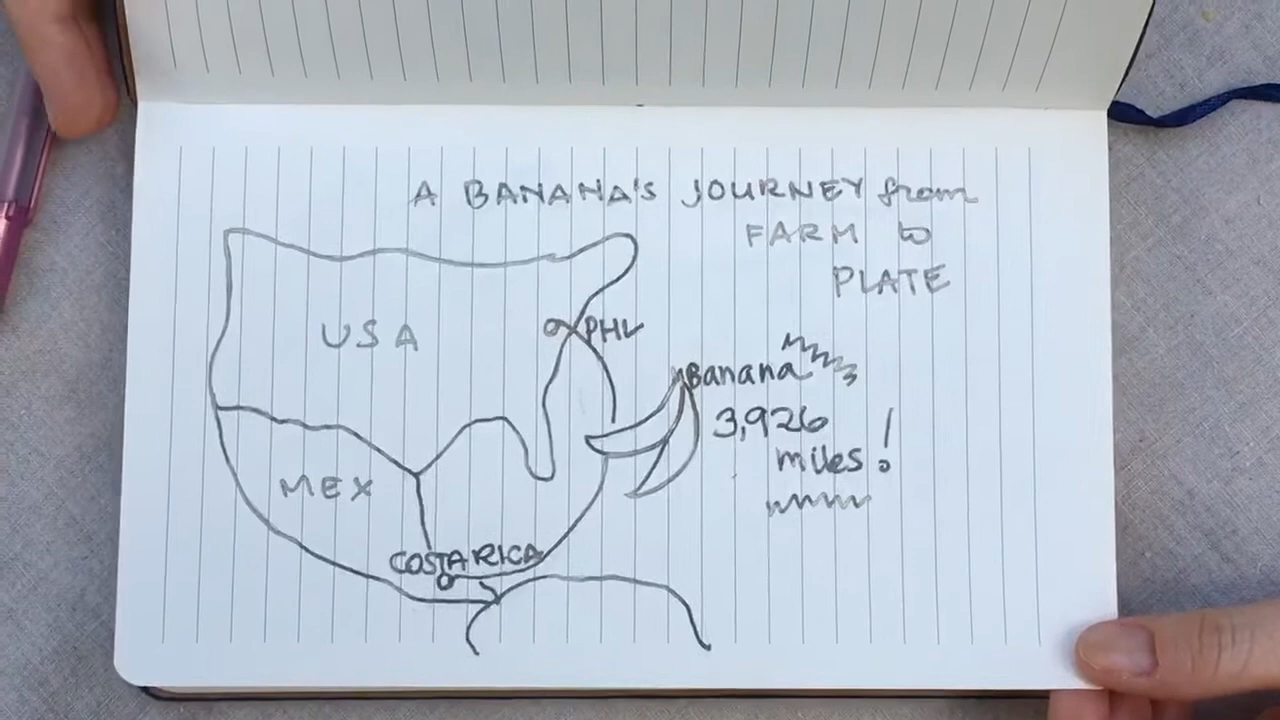 A BANANA'S JOURNEY from
FARM to
PLATE
USA
PHL
Banana
3,926
miles!
MEX
COSTA RICA